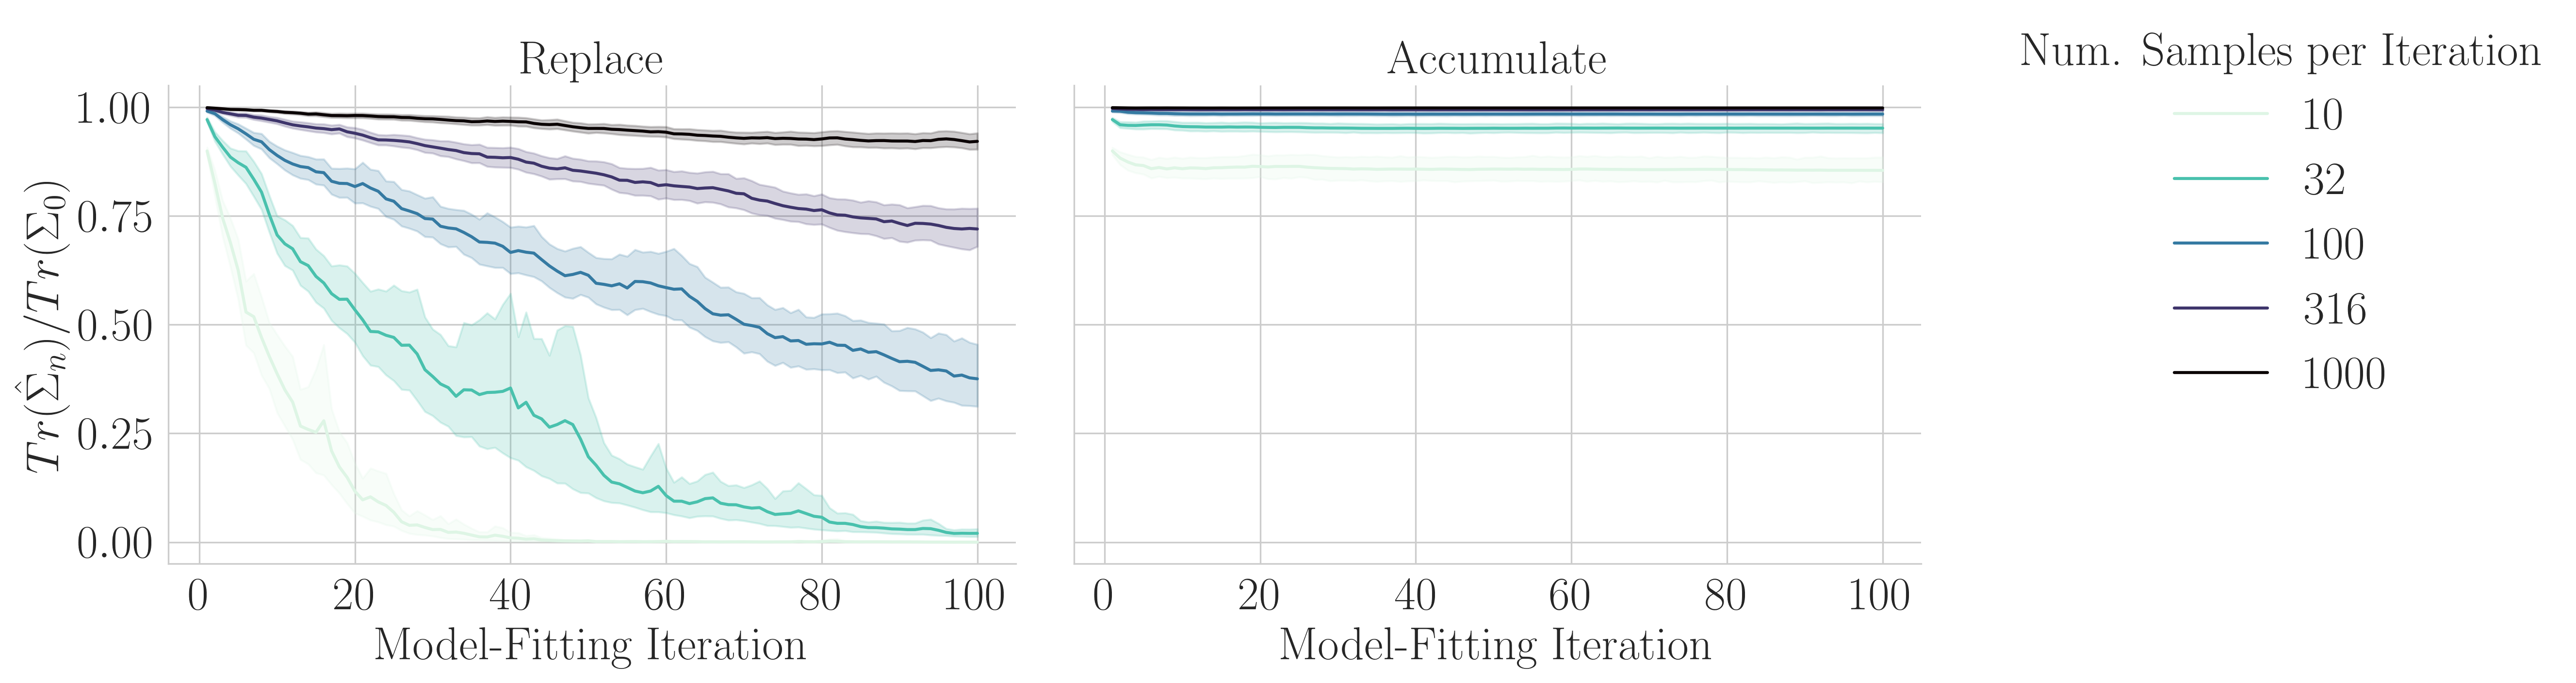 Replace
Accumulate
Num. Samples per Iteration
10
32
100
316
1000
Tr(Σ̂ₙ)/Tr(Σ₀)
1.00
0.75
0.50
0.25
0.00
0 20 40 60 80 100
0 20 40 60 80 100
Model-Fitting Iteration
Model-Fitting Iteration